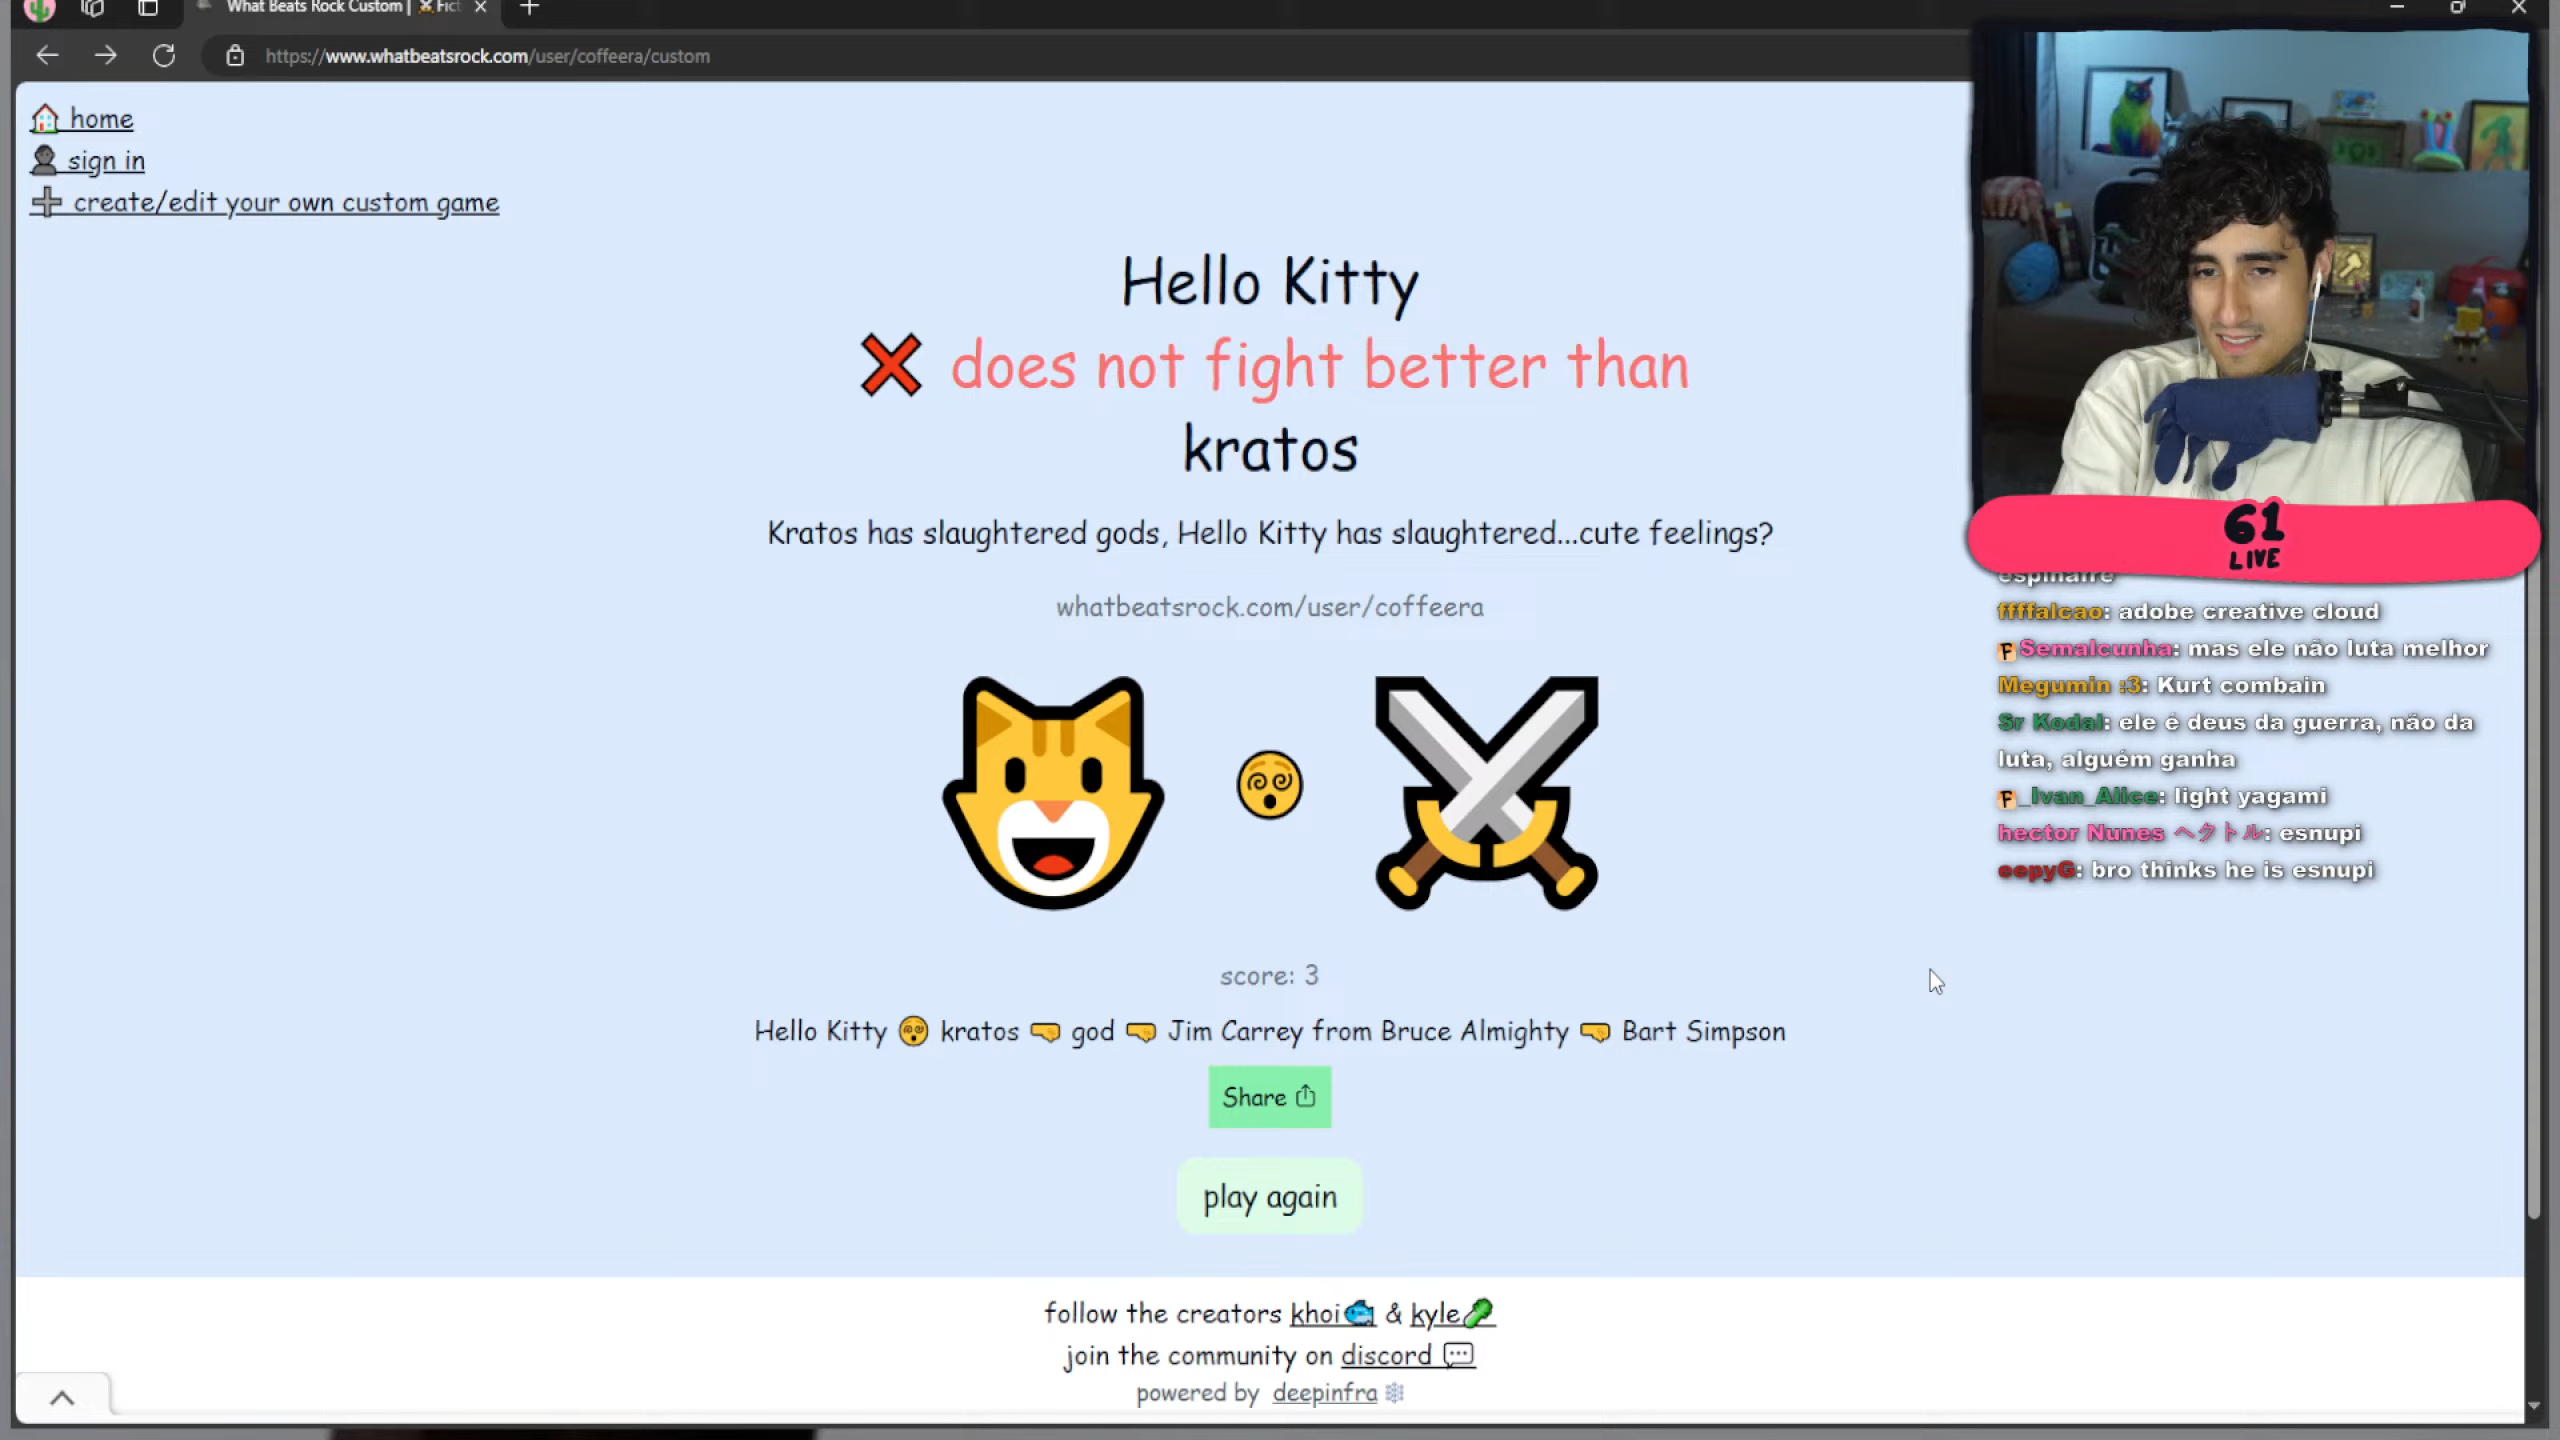 What Beats Rock Custom | ⚔️Fict
https://www.whatbeatsrock.com/user/coffeera/custom
🏠 home
👤 sign in
➕ create/edit your own custom game
Hello Kitty
❌ does not fight better than
kratos
Kratos has slaughtered gods, Hello Kitty has slaughtered...cute feelings?
whatbeatsrock.com/user/coffeera
score: 3
Hello Kitty 😵‍💫 kratos 🤜 god 🤜 Jim Carrey from Bruce Almighty 🤜 Bart Simpson
Share
play again
follow the creators khoi🐟 & kyle🥒
join the community on discord 💬
powered by deepinfra
61
LIVE
espinafre
ffffalcao: adobe creative cloud
F Semalcunha: mas ele não luta melhor
Megumin :3: Kurt combain
Sr Kodal: ele é deus da guerra, não da
luta, alguém ganha
F _Ivan_Alice: light yagami
hector Nunes ヘクトル: esnupi
eepyG: bro thinks he is esnupi